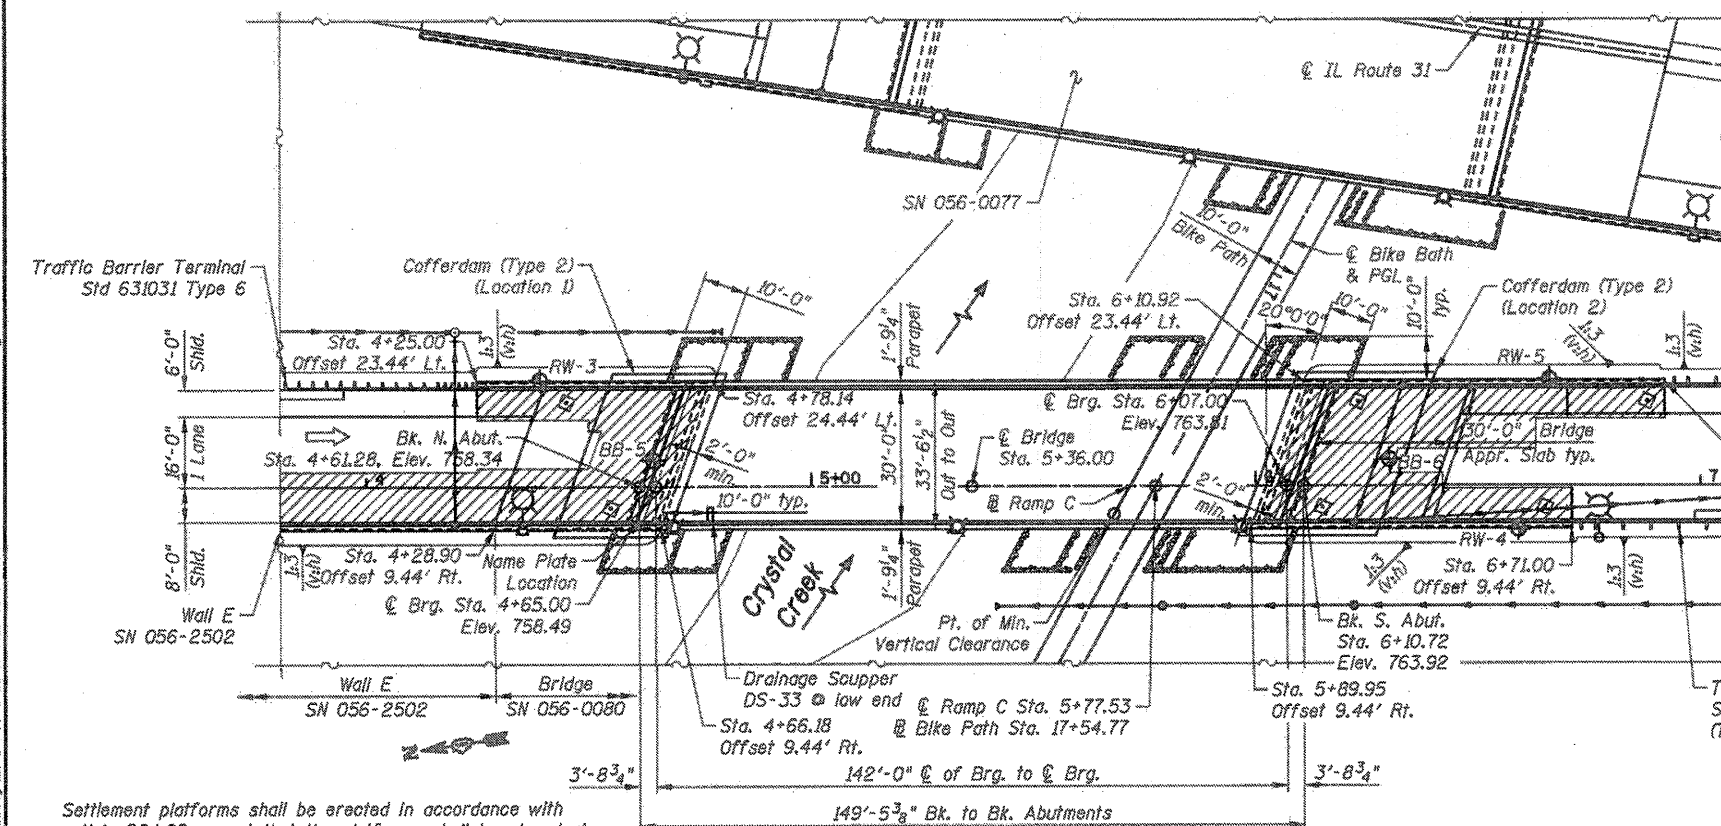 ℄ IL Route 31
SN 056-0077
10'-0"
Bike Path
℄ Bike Bath
& PGL
Traffic Barrier Terminal
Std 631031 Type 6
Cofferdam (Type 2)
(Location 1)
10'-0"
Sta. 6+10.92
Offset 23.44' Lt.
10'-0"
10'-0"
typ.
Cofferdam (Type 2)
(Location 2)
6'-0"
Shld.
Sta. 4+25.00
Offset 23.44' Lt.
1:3
(v:h)
RW-3
1'-9¼"
Parapet
RW-5
1:3
(v:h)
1:3
(v:h)
Sta. 4+78.14
Offset 24.44' Lt.
℄ Brg. Sta. 6+07.00
Elev. 763.81
16'-0"
1 Lane
Bk. N. Abut.
Sta. 4+61.28, Elev. 758.34
BB-5
2'-0"
min.
30'-0"
33'-6½"
Out to Out
℄ Bridge
Sta. 5+36.00
30'-0" Bridge
Appr. Slab typ.
BB-6
4
5+00
7
10'-0" typ.
Ramp C
2'-0"
min.
8'-0"
Shld.
1:3
(v:h)
Sta. 4+28.90
Offset 9.44' Rt.
Name Plate
Location
℄ Brg. Sta. 4+65.00
Elev. 758.49
Crystal
Creek
1'-9¼"
Parapet
RW-4
1:3
(v:h)
Sta. 6+71.00
Offset 9.44' Rt.
1:3
(v:h)
Wall E
SN 056-2502
Pt. of Min.
Vertical Clearance
Bk. S. Abut.
Sta. 6+10.72
Elev. 763.92
Wall E
SN 056-2502
Bridge
SN 056-0080
Drainage Scupper
DS-33 @ low end
℄ Ramp C Sta. 5+77.53
Bike Path Sta. 17+54.77
Sta. 5+89.95
Offset 9.44' Rt.
Sta. 4+66.18
Offset 9.44' Rt.
N
3'-8¾"
142'-0" ℄ of Brg. to ℄ Brg.
3'-8¾"
149'-5⅜" Bk. to Bk. Abutments
Settlement platforms shall be erected in accordance with